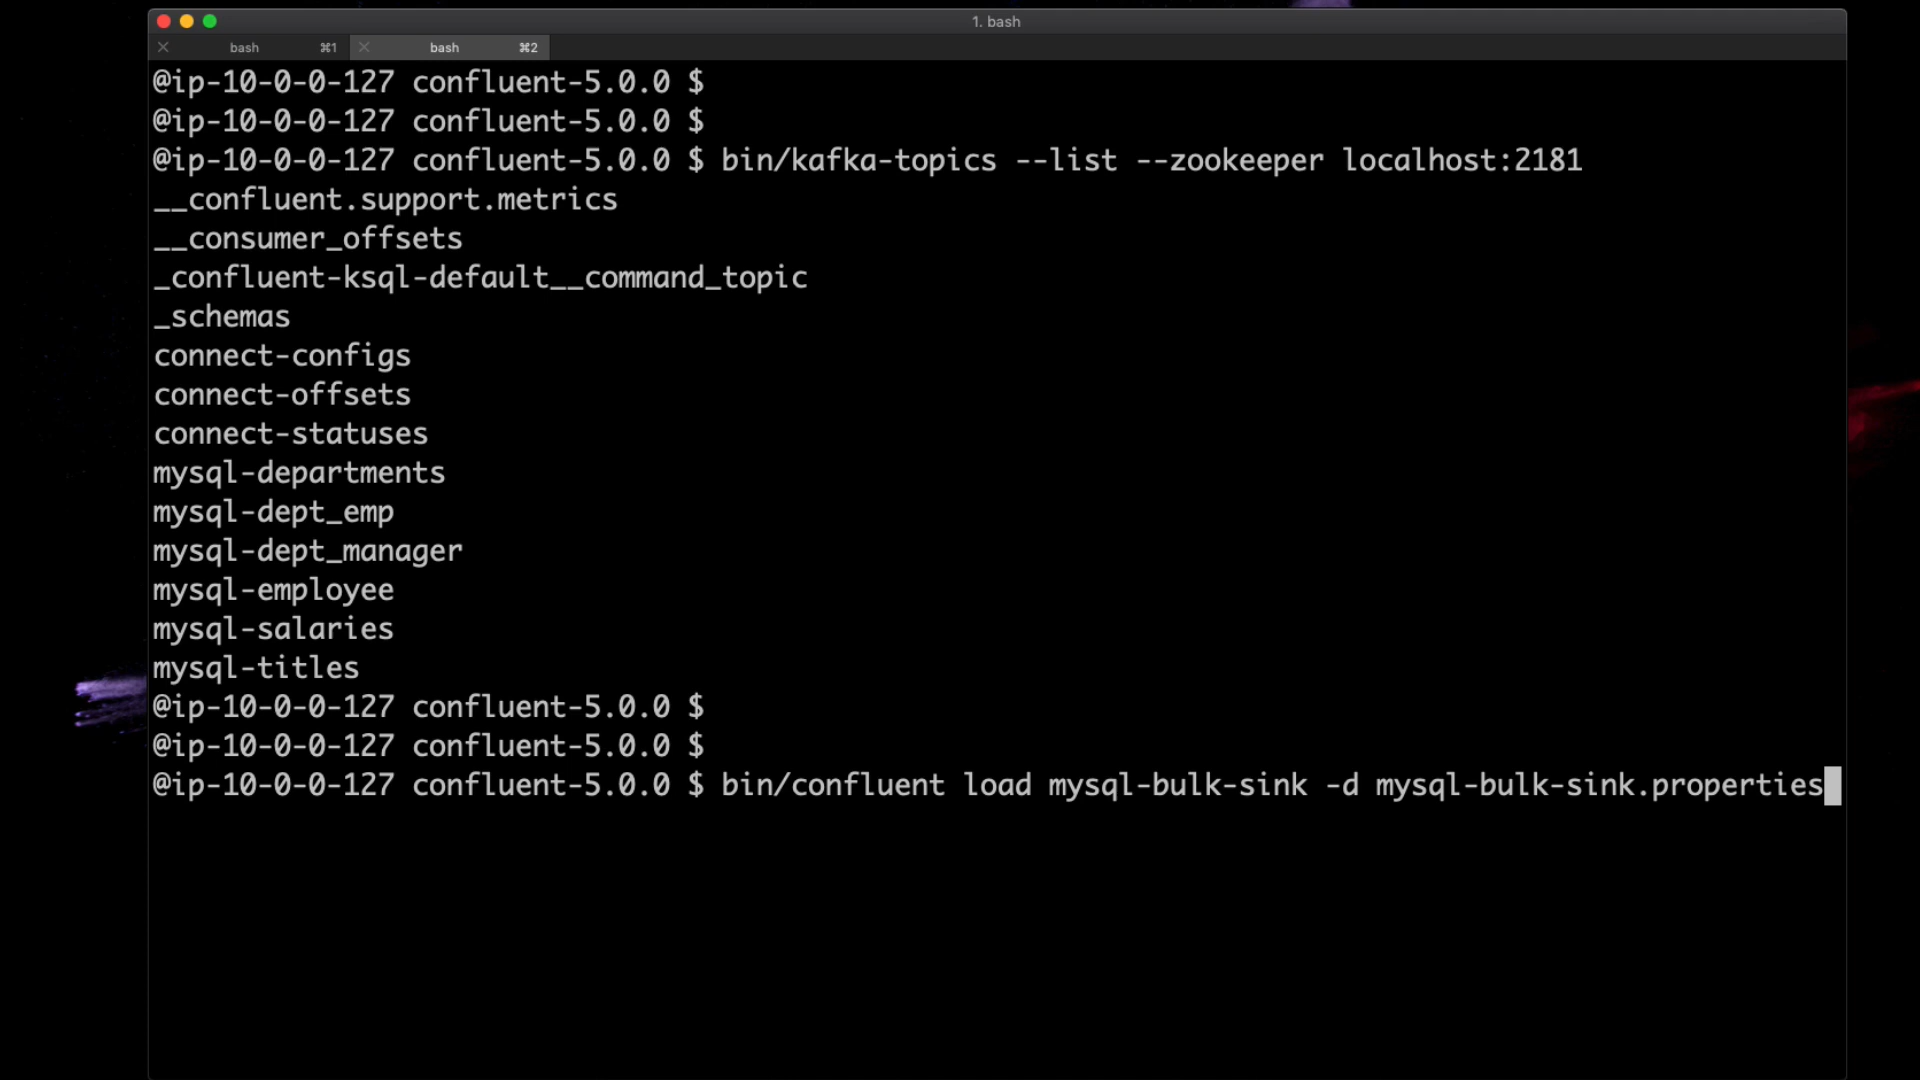 1. bash
bash ⌘1 bash ⌘2
@ip-10-0-0-127 confluent-5.0.0 $
@ip-10-0-0-127 confluent-5.0.0 $
@ip-10-0-0-127 confluent-5.0.0 $ bin/kafka-topics --list --zookeeper localhost:2181
__confluent.support.metrics
__consumer_offsets
_confluent-ksql-default__command_topic
_schemas
connect-configs
connect-offsets
connect-statuses
mysql-departments
mysql-dept_emp
mysql-dept_manager
mysql-employee
mysql-salaries
mysql-titles
@ip-10-0-0-127 confluent-5.0.0 $
@ip-10-0-0-127 confluent-5.0.0 $
@ip-10-0-0-127 confluent-5.0.0 $ bin/confluent load mysql-bulk-sink -d mysql-bulk-sink.properties